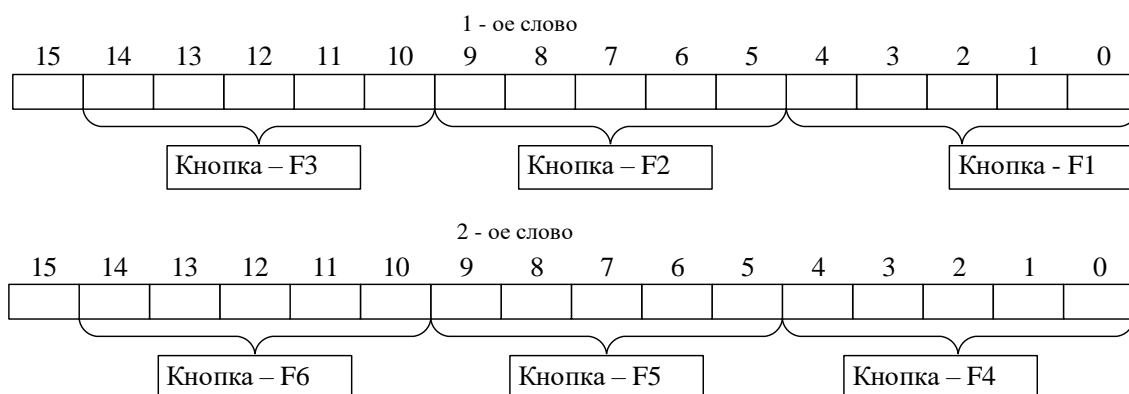 1 - ое слово
15 14 13 12 11 10 9 8 7 6 5 4 3 2 1 0
Кнопка – F3 Кнопка – F2 Кнопка - F1
2 - ое слово
15 14 13 12 11 10 9 8 7 6 5 4 3 2 1 0
Кнопка – F6 Кнопка – F5 Кнопка – F4